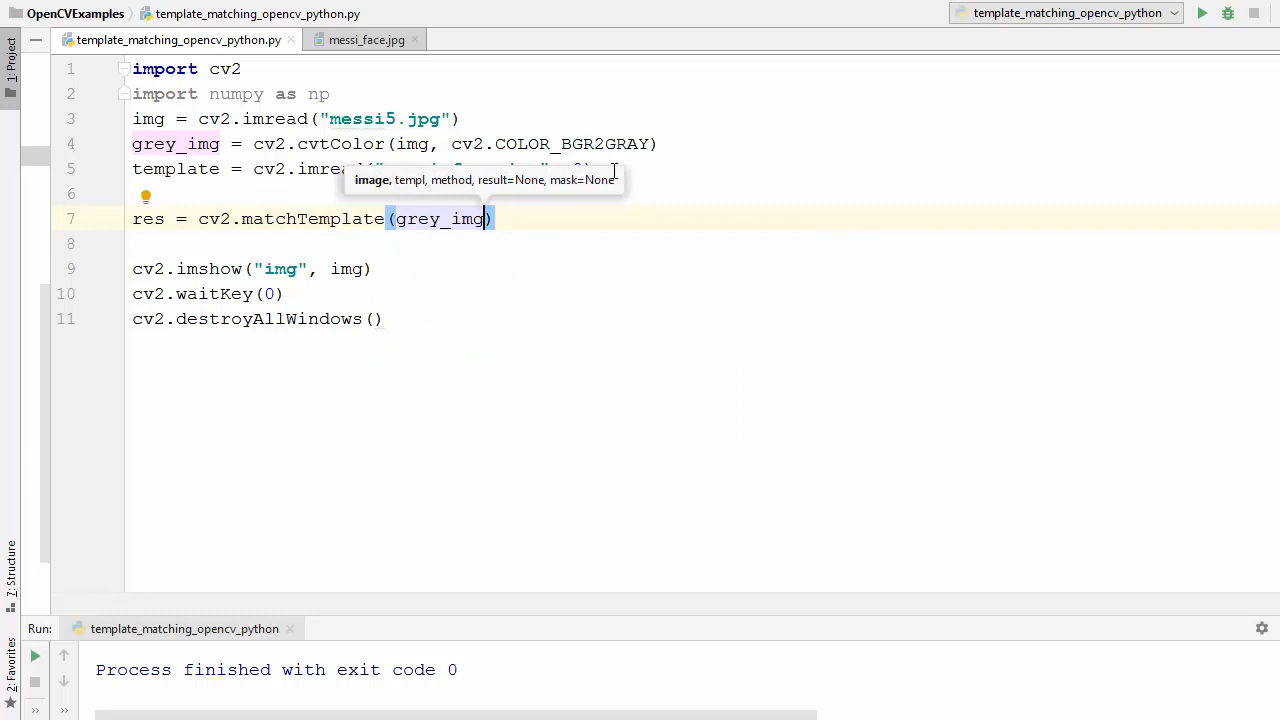 OpenCVExamples
template_matching_opencv_python.py
template_matching_opencv_python
1: Project
template_matching_opencv_python.py
messi_face.jpg
1 import cv2
2 import numpy as np
3 img = cv2.imread("messi5.jpg")
4 grey_img = cv2.cvtColor(img, cv2.COLOR_BGR2GRAY)
5 template = cv2.imread
image, templ, method, result=None, mask=None
6
7 res = cv2.matchTemplate(grey_img)
8
9 cv2.imshow("img", img)
10 cv2.waitKey(0)
11 cv2.destroyAllWindows()
7: Structure
2: Favorites
Run:
template_matching_opencv_python
Process finished with exit code 0